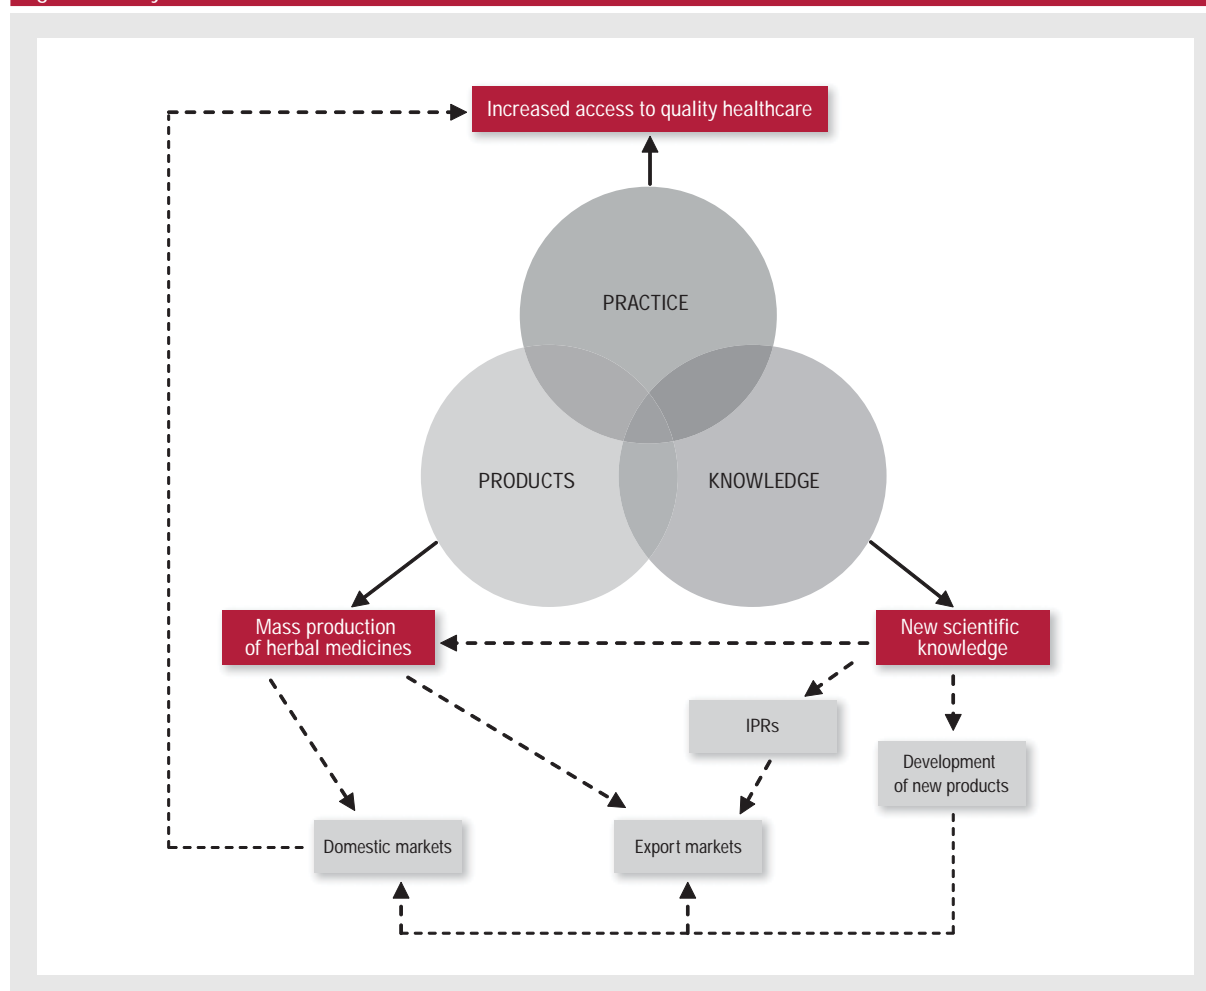 Increased access to quality healthcare
PRACTICE
PRODUCTS
KNOWLEDGE
Mass production
of herbal medicines
New scientific
knowledge
IPRs
Development
of new products
Domestic markets
Export markets